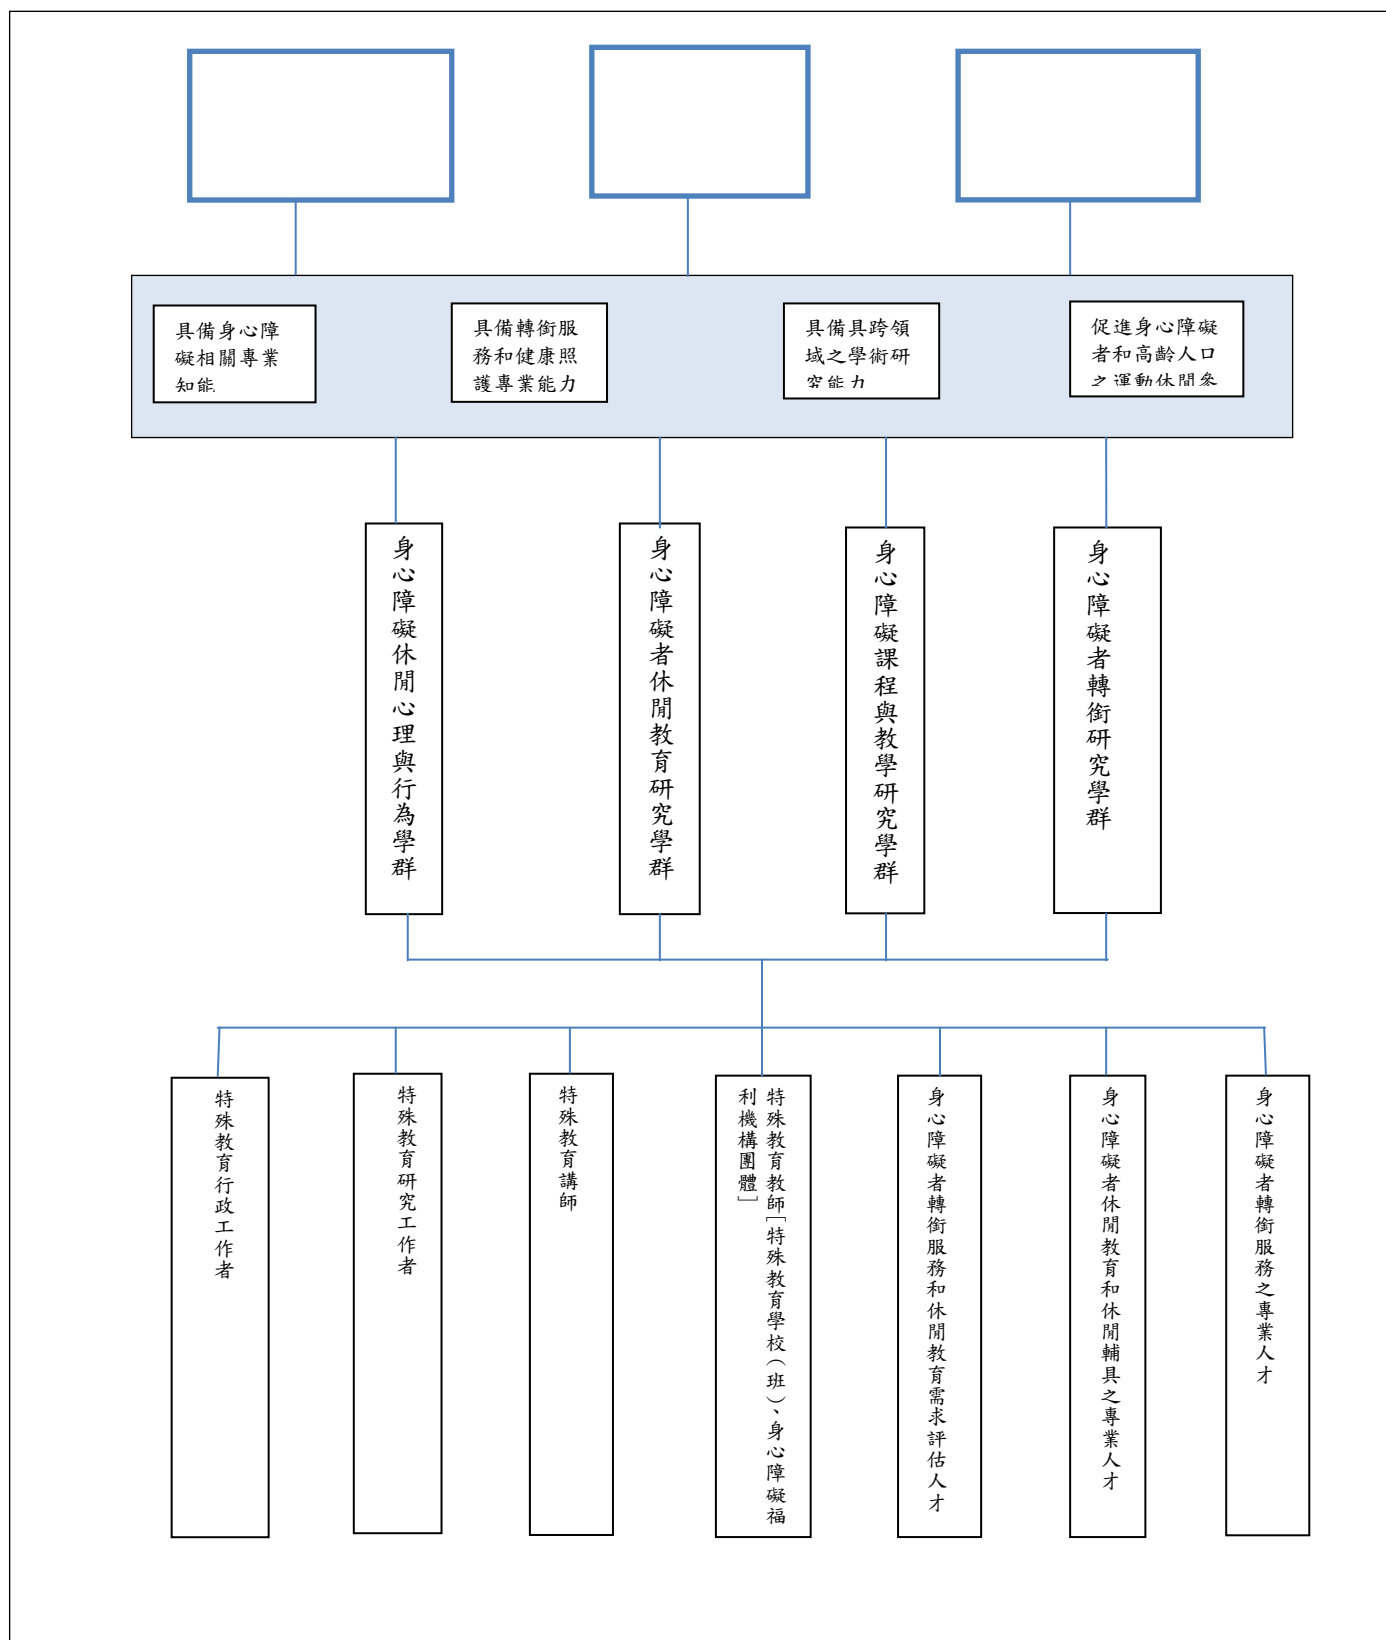 具備身心障
礙相關專業
知能
具備轉銜服
務和健康照
護專業能力
具備具跨領
域之學術研
究能力
促進身心障礙
者和高齡人口
之運動休閒參
身心障礙休閒心理與行為學群
身心障礙者休閒教育研究學群
身心障礙課程與教學研究學群
身心障礙者轉銜研究學群
特殊教育行政工作者
特殊教育研究工作者
特殊教育講師
特殊教育教師[特殊教育學校（班）、身心障礙福
利機構團體]
身心障礙者轉銜服務和休閒教育需求評估人才
身心障礙者休閒教育和休閒輔具之專業人才
身心障礙者轉銜服務之專業人才